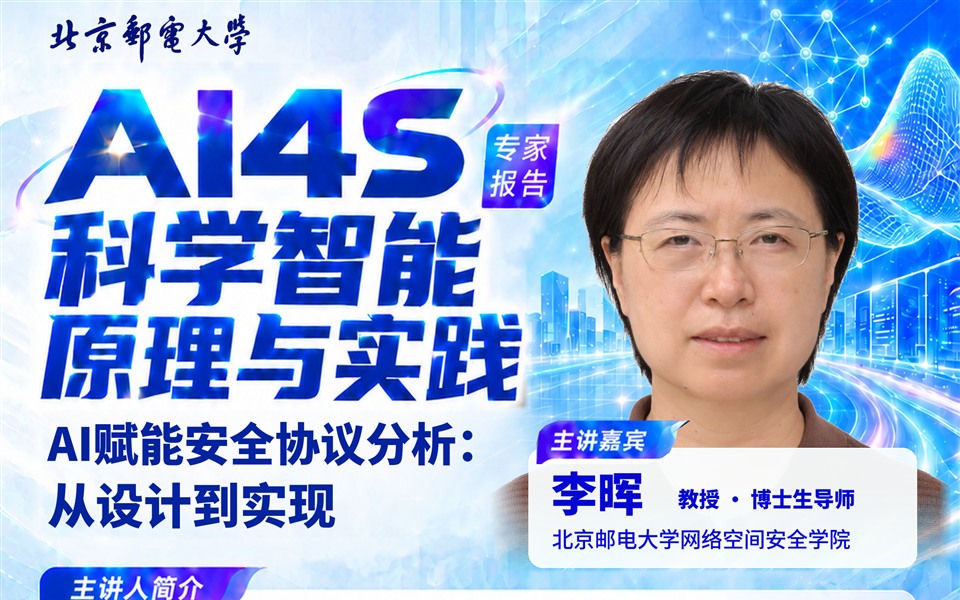 北京郵電大學
AI4S
专家
报告
科学智能
原理与实践
AI赋能安全协议分析：
从设计到实现
主讲嘉宾
李晖 教授 · 博士生导师
北京邮电大学网络空间安全学院
主讲人简介